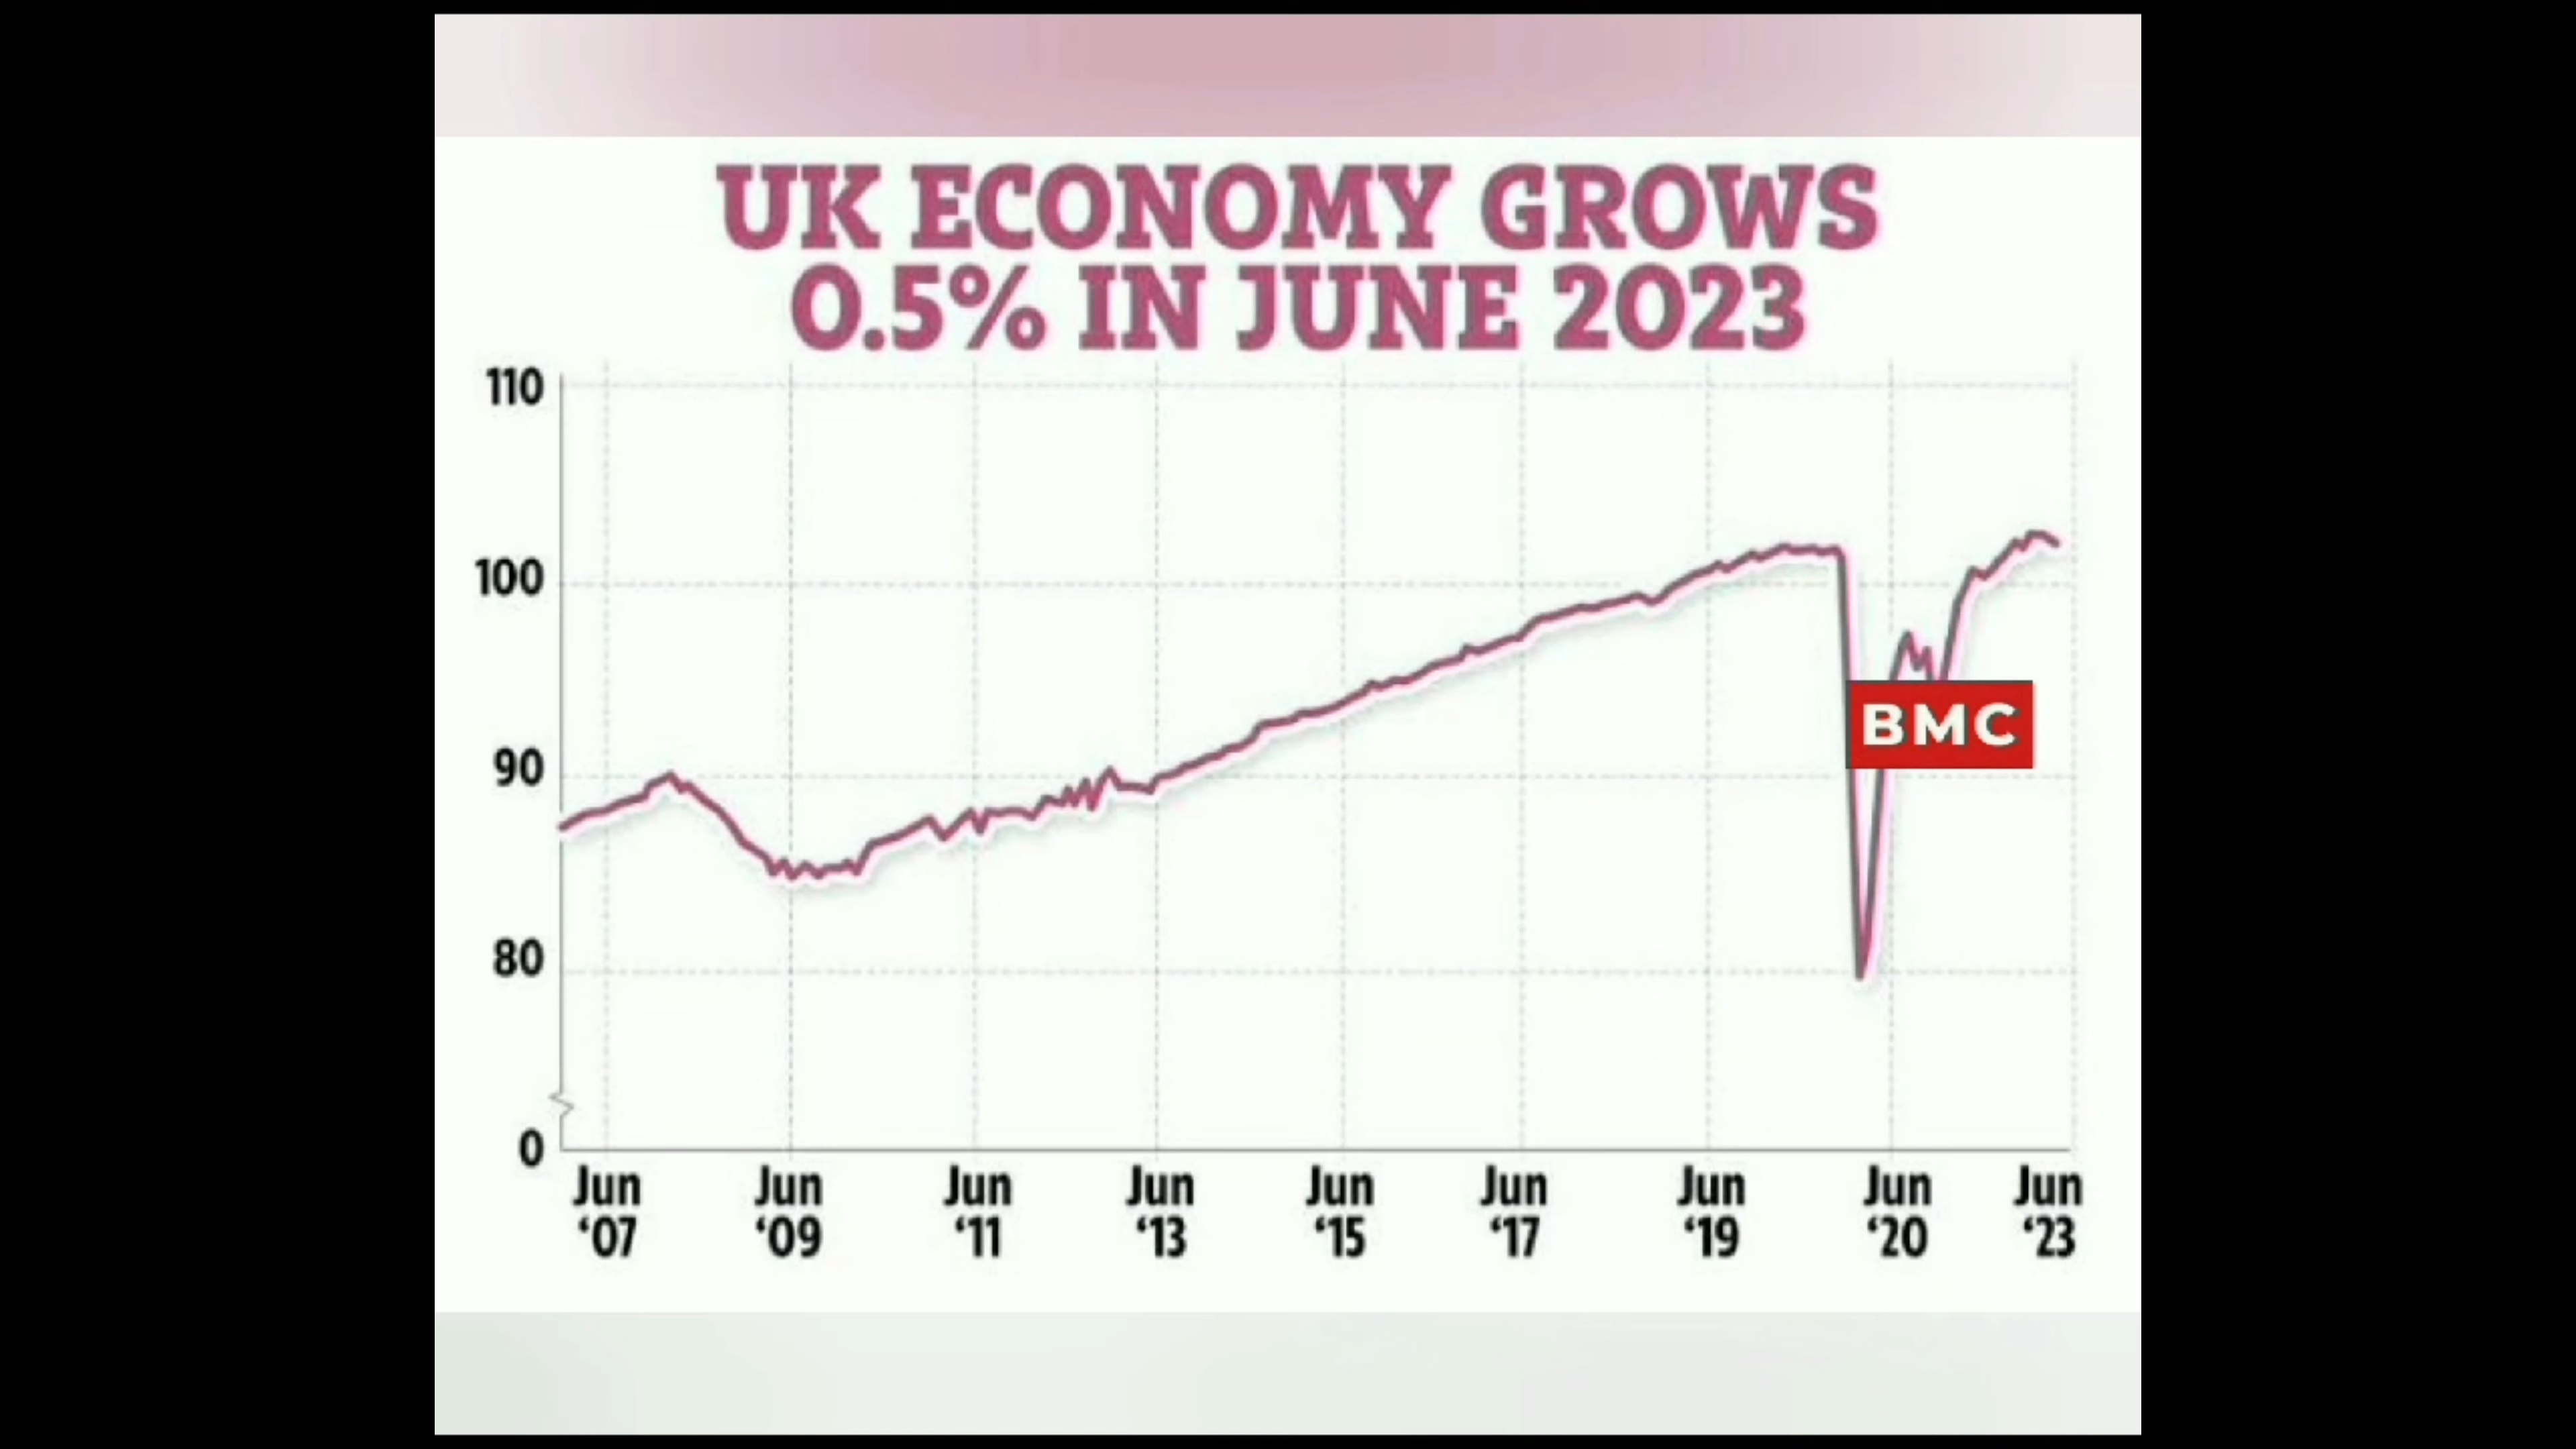 UK ECONOMY GROWS
0.5% IN JUNE 2023
110
100
90
80
0
BMC
Jun Jun Jun Jun Jun Jun Jun Jun Jun
‘07 ‘09 ‘11 ‘13 ‘15 ‘17 ‘19 ‘20 ‘23